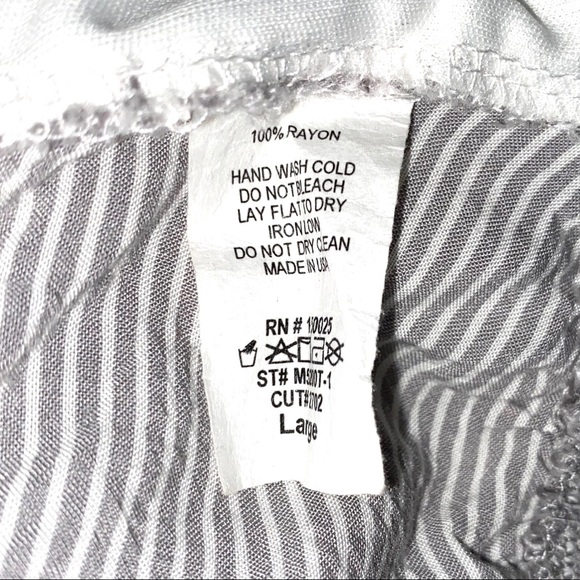 100% RAYON
HAND WASH COLD
DO NOT BLEACH
LAY FLAT TO DRY
IRON LOW
DO NOT DRY CLEAN
MADE IN USA
RN #
ST#
CUT#
Large